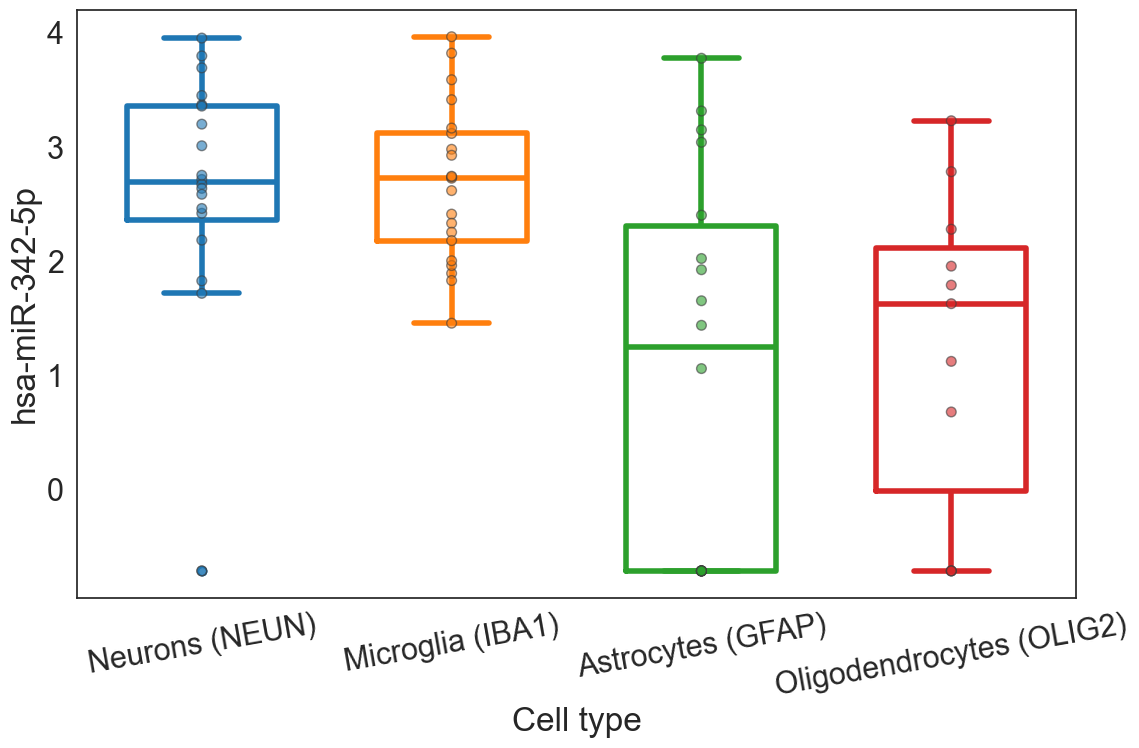 hsa-miR-342-5p
4
3
2
1
0
Neurons (NEUN)
Microglia (IBA1)
Astrocytes (GFAP)
Oligodendrocytes (OLIG2)
Cell type